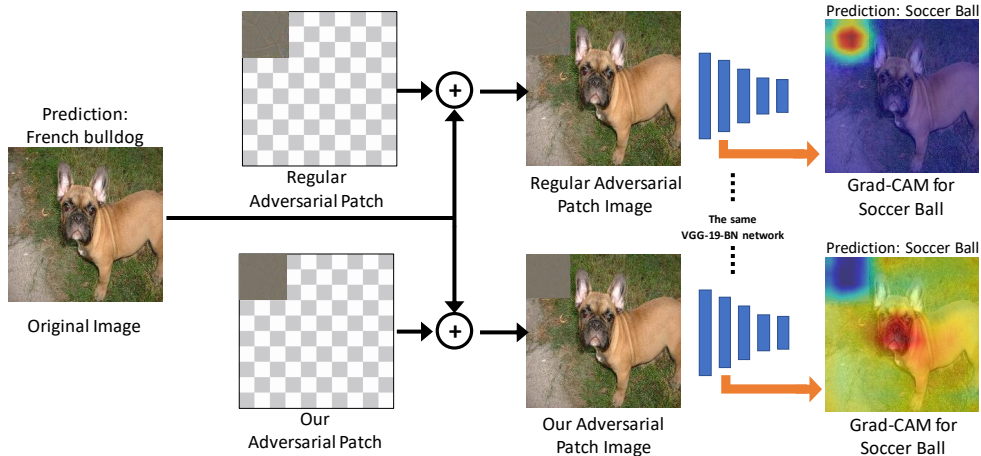 Prediction:
French bulldog
Original Image
Regular
Adversarial Patch
+
Regular Adversarial
Patch Image
Prediction: Soccer Ball
Grad-CAM for
Soccer Ball
The same
VGG-19-BN network
Our
Adversarial Patch
+
Our Adversarial
Patch Image
Prediction: Soccer Ball
Grad-CAM for
Soccer Ball